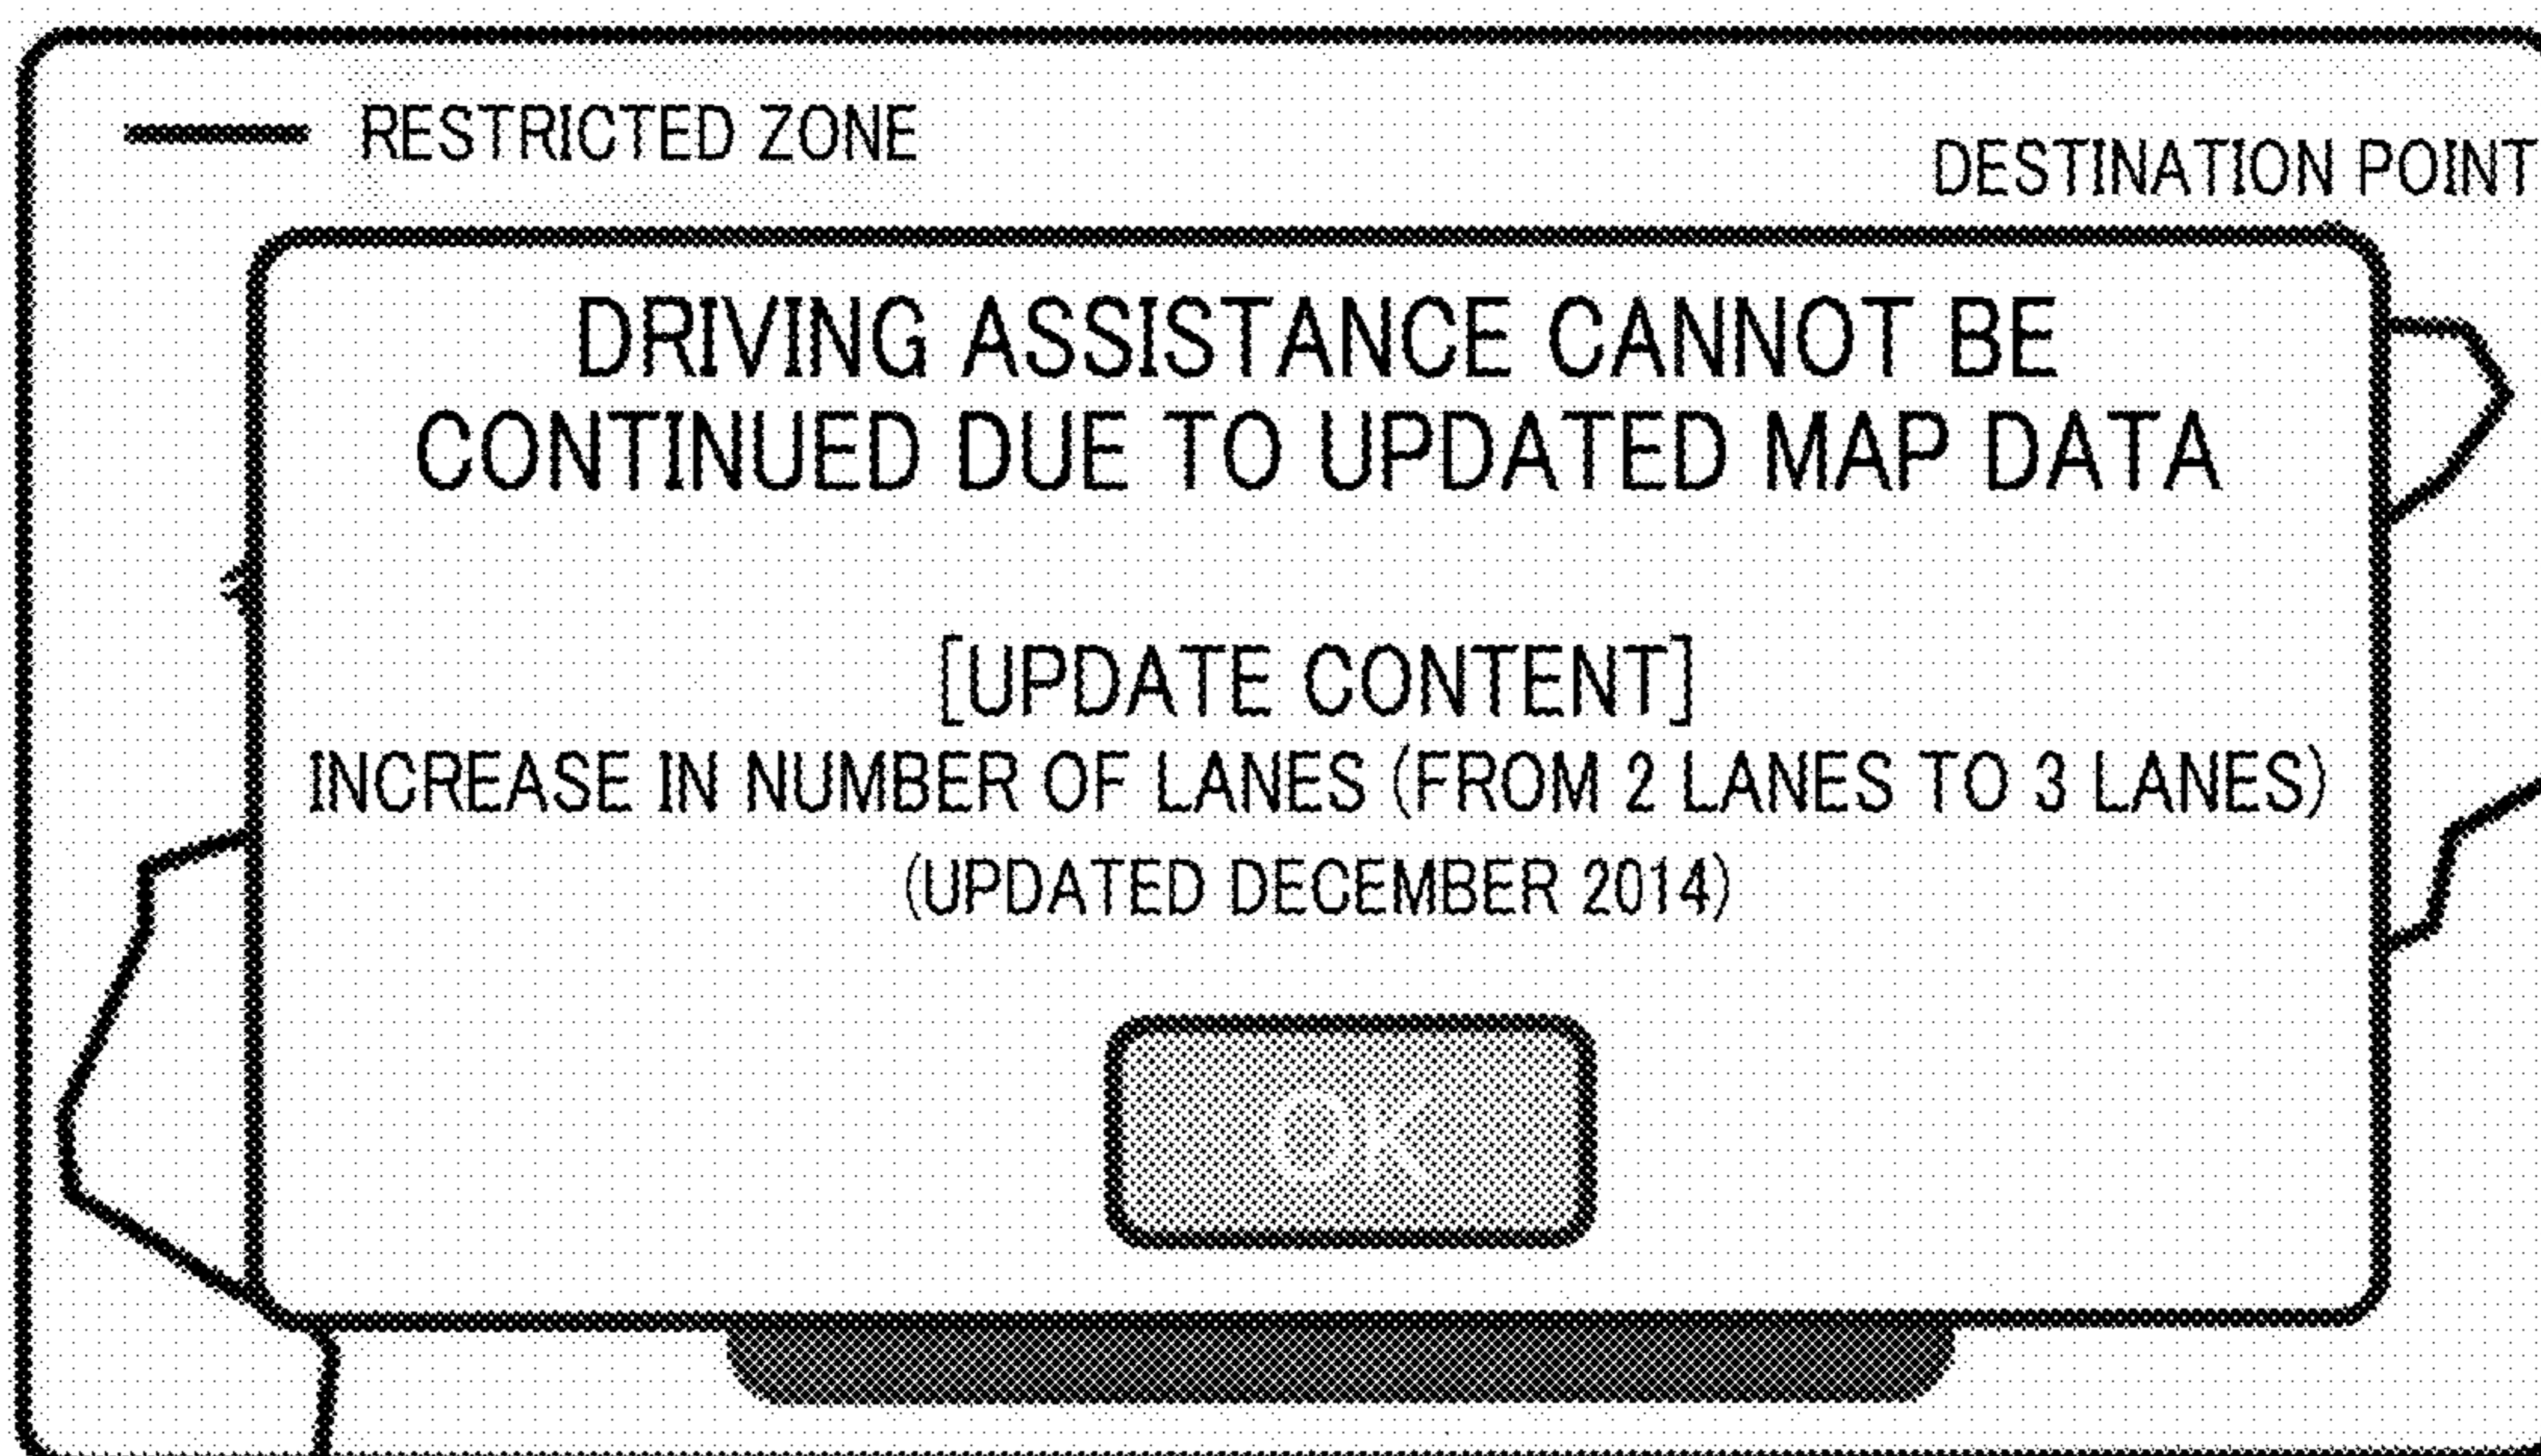 RESTRICTED ZONE
DESTINATION POINT
DRIVING ASSISTANCE CANNOT BE
CONTINUED DUE TO UPDATED MAP DATA
[UPDATE CONTENT]
INCREASE IN NUMBER OF LANES (FROM 2 LANES TO 3 LANES)
(UPDATED DECEMBER 2014)
OK